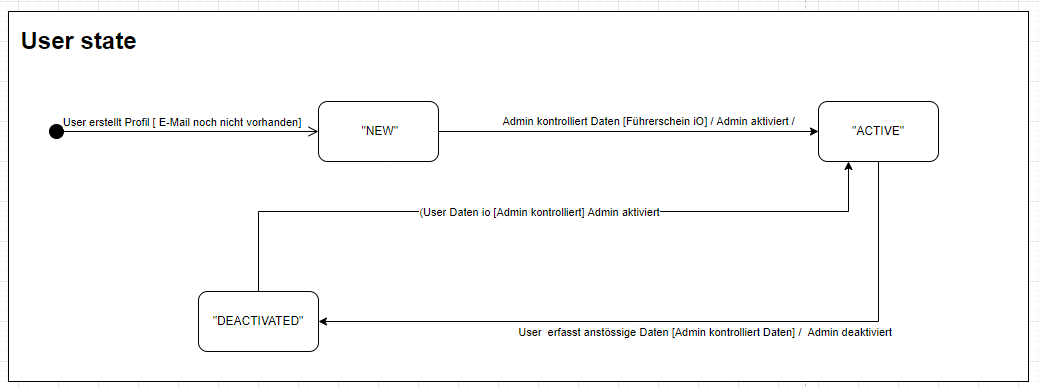 User state
User erstellt Profil [ E-Mail noch nicht vorhanden]
"NEW"
Admin kontrolliert Daten [Führerschein iO] / Admin aktiviert /
"ACTIVE"
(User Daten io [Admin kontrolliert] Admin aktiviert
"DEACTIVATED"
User erfasst anstössige Daten [Admin kontrolliert Daten] / Admin deaktiviert